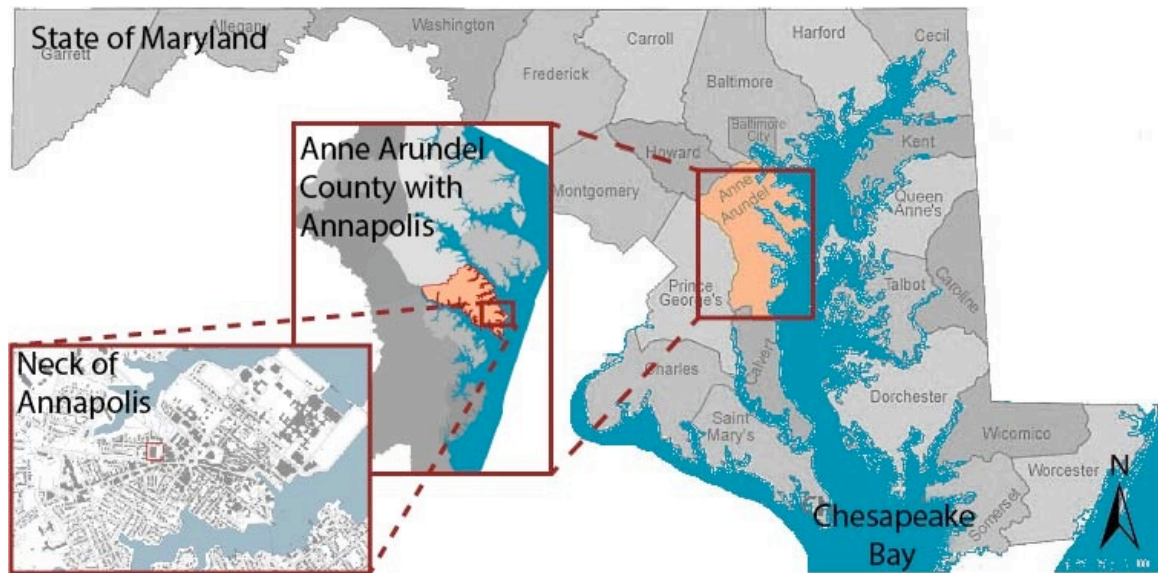 State of Maryland
Garrett
Allegany
Washington
Frederick
Carroll
Baltimore
Harford
Cecil
Baltimore
City
Howard
Montgomery
Kent
Anne
Arundel
Queen
Anne's
Prince
George's
Talbot
Caroline
Calvert
Charles
Saint
Mary's
Dorchester
Wicomico
Worcester
Somerset
Anne Arundel
County with
Annapolis
Neck of
Annapolis
Chesapeake
Bay
N